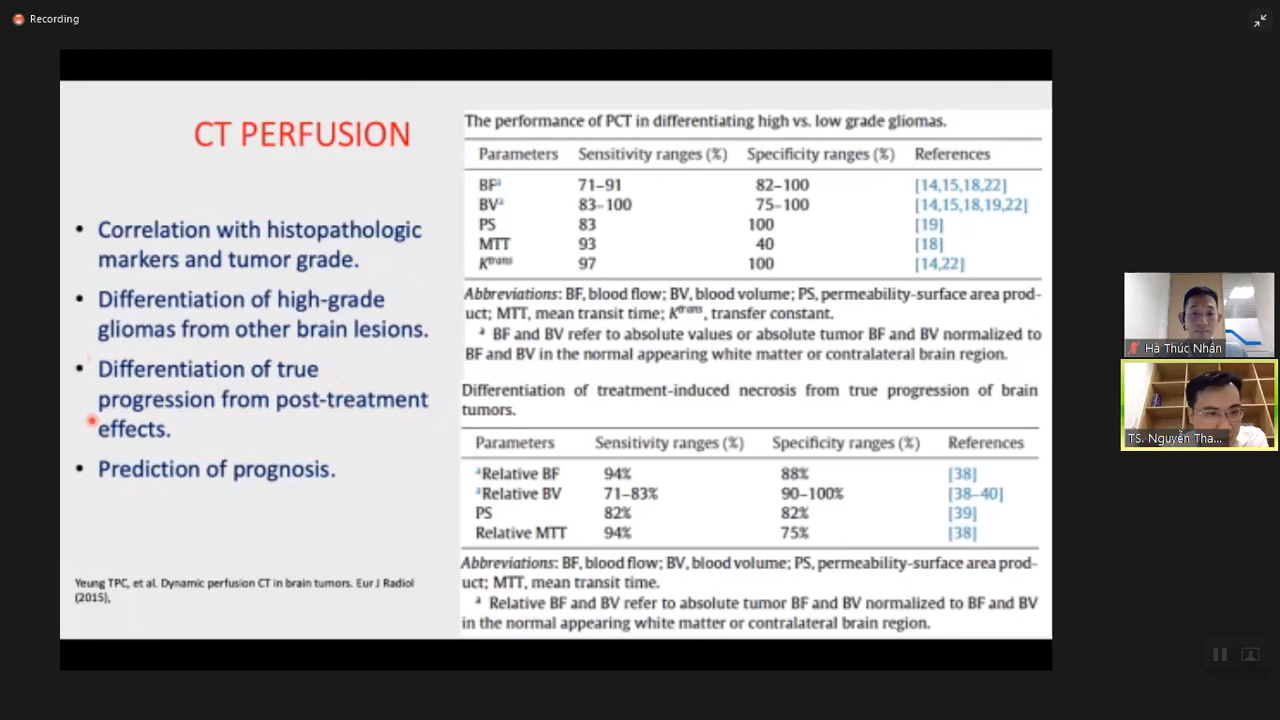 Recording
CT PERFUSION
• Correlation with histopathologic
markers and tumor grade.
• Differentiation of high-grade
gliomas from other brain lesions.
• Differentiation of true
progression from post-treatment
effects.
• Prediction of prognosis.
Yeung TPC, et al. Dynamic perfusion CT in brain tumors. Eur J Radiol
(2015),
The performance of PCT in differentiating high vs. low grade gliomas.
Parameters Sensitivity ranges (%) Specificity ranges (%) References
BFᵃ 71–91 82–100 [14,15,18,22]
BVᵃ 83–100 75–100 [14,15,18,19,22]
PS 83 100 [19]
MTT 93 40 [18]
Kᵗʳᵃⁿˢ 97 100 [14,22]
Abbreviations: BF, blood flow; BV, blood volume; PS, permeability-surface area prod-
uct; MTT, mean transit time; Kᵗʳᵃⁿˢ, transfer constant.
ᵃ BF and BV refer to absolute values or absolute tumor BF and BV normalized to
BF and BV in the normal appearing white matter or contralateral brain region.
Differentiation of treatment-induced necrosis from true progression of brain
tumors.
Parameters Sensitivity ranges (%) Specificity ranges (%) References
ᵃRelative BF 94% 88% [38]
ᵃRelative BV 71–83% 90–100% [38–40]
PS 82% 82% [39]
Relative MTT 94% 75% [38]
Abbreviations: BF, blood flow; BV, blood volume; PS, permeability-surface area prod-
uct; MTT, mean transit time.
ᵃ Relative BF and BV refer to absolute tumor BF and BV normalized to BF and BV
in the normal appearing white matter or contralateral brain region.
Hà Thúc Nhân
TS. Nguyễn Tha...